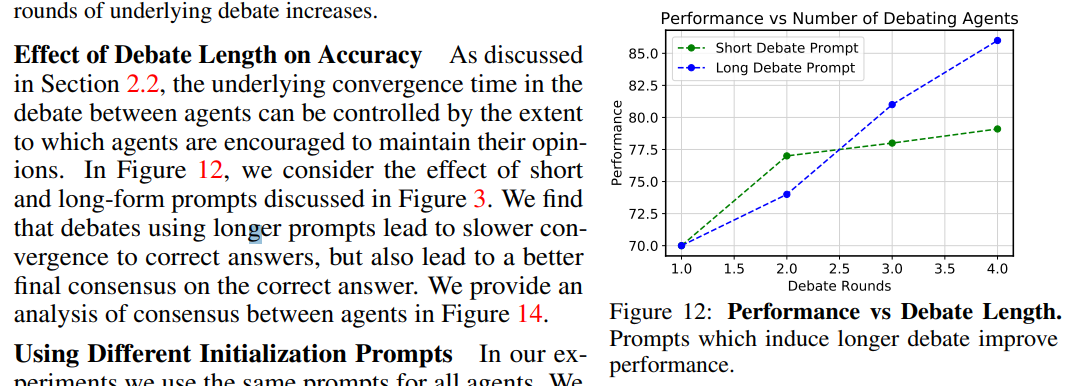 rounds of underlying debate increases.
Effect of Debate Length on Accuracy As discussed
in Section 2.2, the underlying convergence time in the
debate between agents can be controlled by the extent
to which agents are encouraged to maintain their opin-
ions. In Figure 12, we consider the effect of short
and long-form prompts discussed in Figure 3. We find
that debates using longer prompts lead to slower con-
vergence to correct answers, but also lead to a better
final consensus on the correct answer. We provide an
analysis of consensus between agents in Figure 14.
Using Different Initialization Prompts In our ex-
periments we use the same prompts for all agents. We
Performance vs Number of Debating Agents
Short Debate Prompt
Long Debate Prompt
Performance
85.0
82.5
80.0
77.5
75.0
72.5
70.0
1.0 1.5 2.0 2.5 3.0 3.5 4.0
Debate Rounds
Figure 12: Performance vs Debate Length.
Prompts which induce longer debate improve
performance.